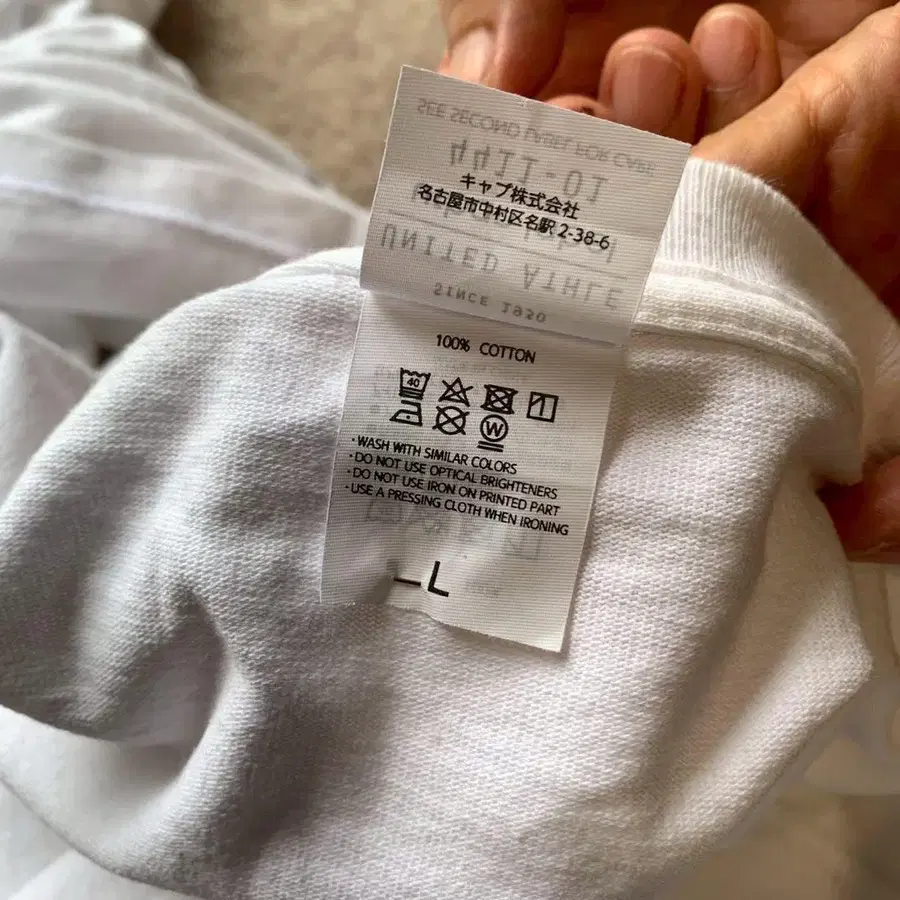 SEE SECOND LABEL FOR CARE
4411-01
キャブ株式会社
名古屋市中村区名駅 2-38-6
UNITED ATHLE
SINCE 1950
100% COTTON
40
W
・WASH WITH SIMILAR COLORS
・DO NOT USE OPTICAL BRIGHTENERS
・DO NOT USE IRON ON PRINTED PART
・USE A PRESSING CLOTH WHEN IRONING
—L